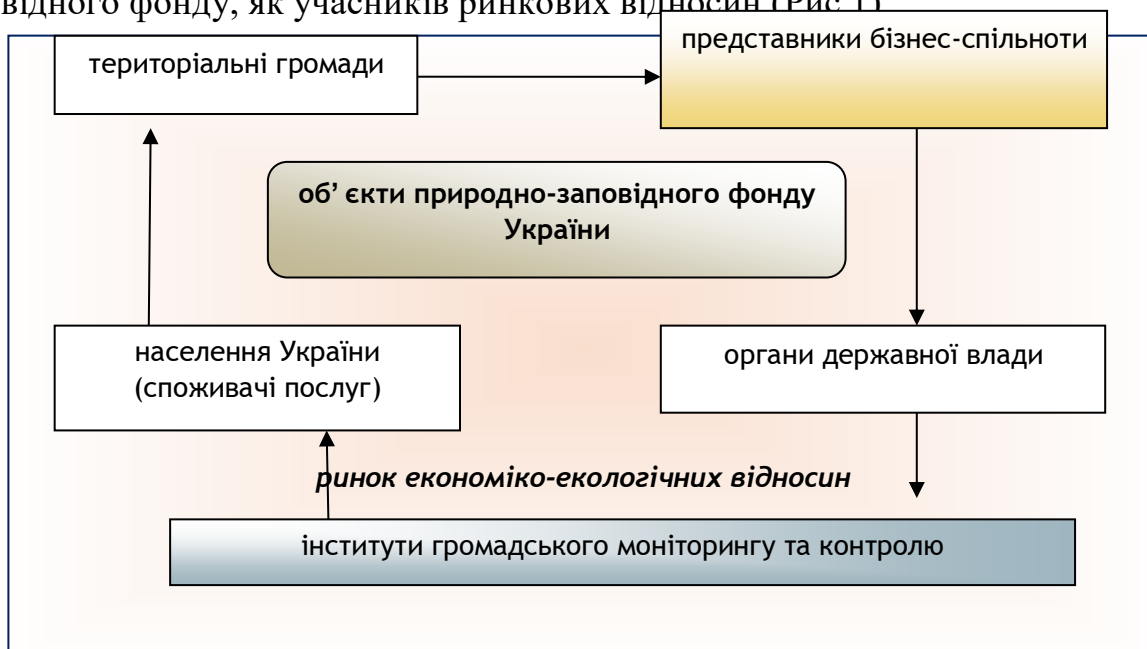 відного фонду, як учасників ринкових відносин (Рис.1)
територіальні громади
представники бізнес-спільноти
об’ єкти природно-заповідного фонду
України
населення України
(споживачі послуг)
органи державної влади
ринок економіко-екологічних відносин
інститути громадського моніторингу та контролю